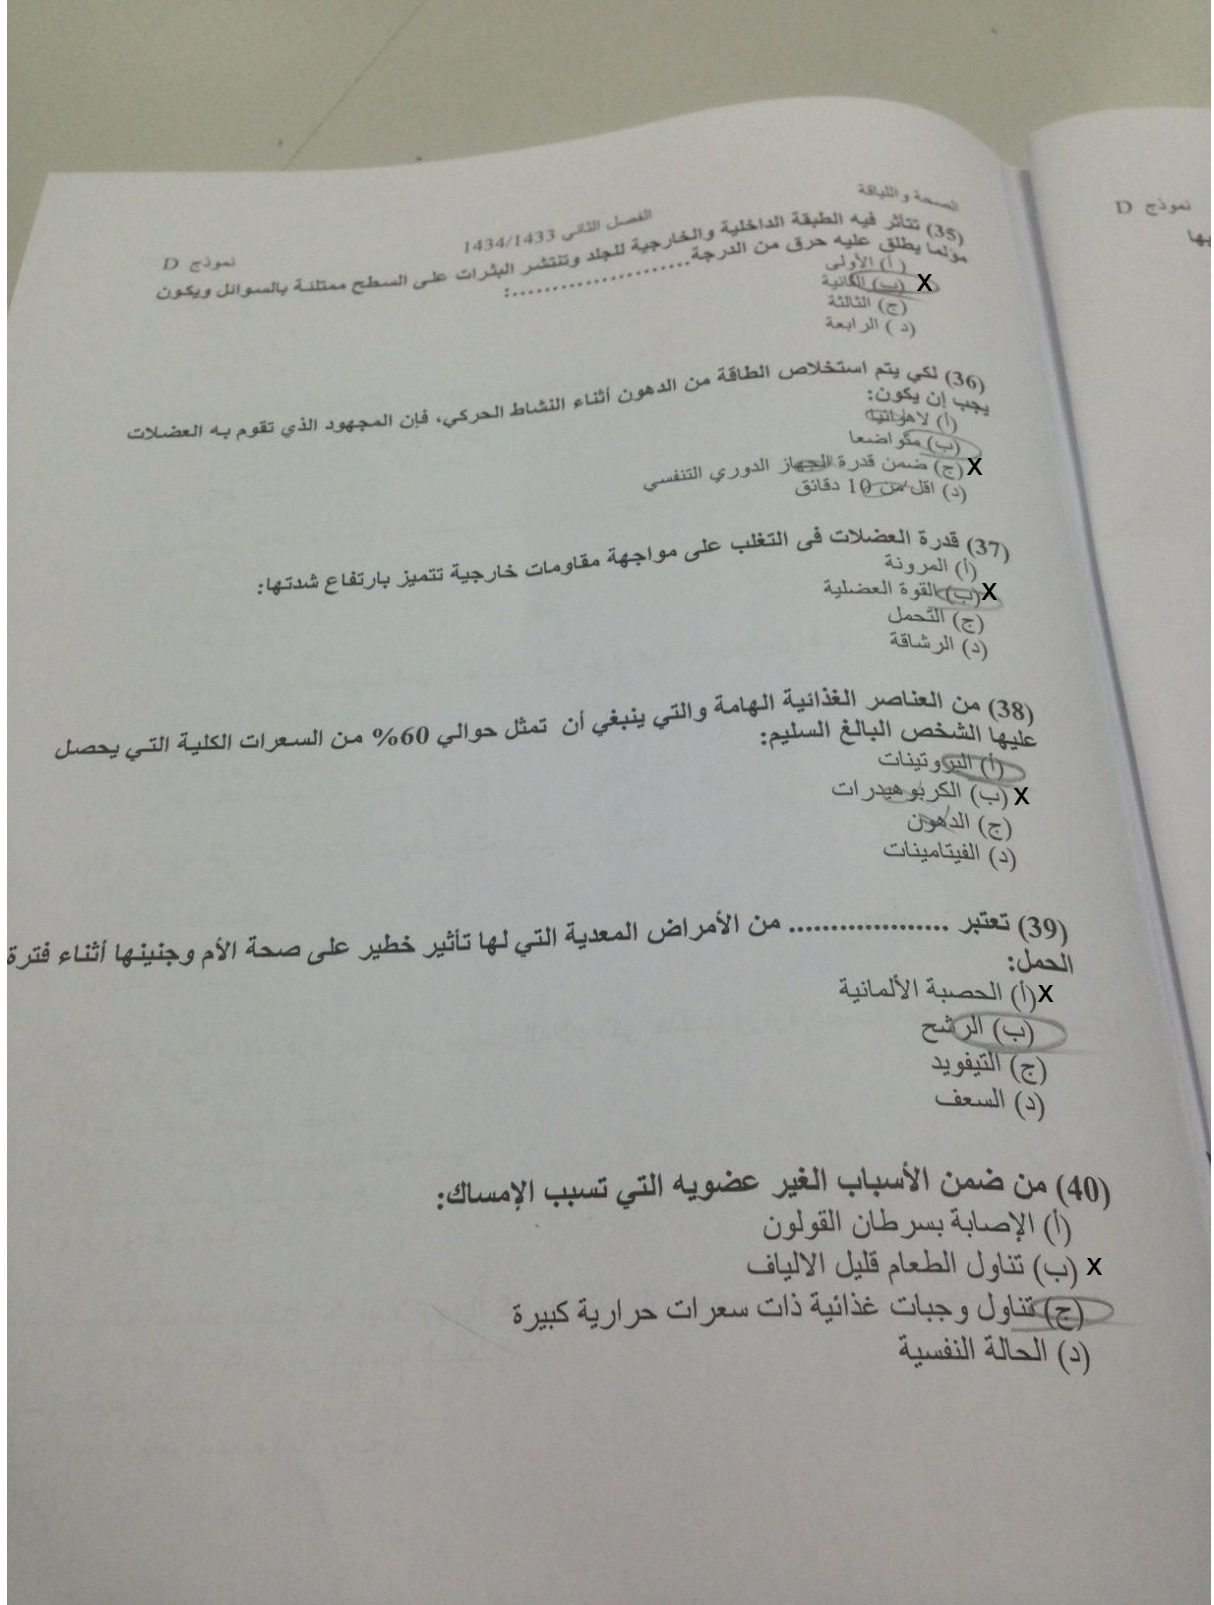 الصحة واللياقة
الفصل الثاني 1434/1433
نموذج D
(35) تتأثر فيه الطبقة الداخلية والخارجية للجلد وتنتشر البثرات على السطح ممتلئة بالسوائل ويكون
مؤلما يطلق عليه حرق من الدرجة......................:
(أ) الأولى
(ب) الثانية X
(ج) الثالثة
(د) الرابعة
(36) لكي يتم استخلاص الطاقة من الدهون أثناء النشاط الحركي، فإن المجهود الذي تقوم به العضلات
يجب إن يكون:
(أ) لاهوائيا
(ب) متواضعا
X (ج) ضمن قدرة الجهاز الدوري التنفسي
(د) اقل من 10 دقائق
(37) قدرة العضلات فى التغلب على مواجهة مقاومات خارجية تتميز بارتفاع شدتها:
(أ) المرونة
X (ب) القوة العضلية
(ج) التحمل
(د) الرشاقة
(38) من العناصر الغذائية الهامة والتي ينبغي أن تمثل حوالي 60% من السعرات الكلية التي يحصل
عليها الشخص البالغ السليم:
(أ) البروتينات
X (ب) الكربوهيدرات
(ج) الدهون
(د) الفيتامينات
(39) تعتبر ................... من الأمراض المعدية التي لها تأثير خطير على صحة الأم وجنينها أثناء فترة
الحمل:
X (أ) الحصبة الألمانية
(ب) الرشح
(ج) التيفويد
(د) السعف
(40) من ضمن الأسباب الغير عضويه التي تسبب الإمساك:
(أ) الإصابة بسرطان القولون
X (ب) تناول الطعام قليل الالياف
(ج) تناول وجبات غذائية ذات سعرات حرارية كبيرة
(د) الحالة النفسية
نموذج D